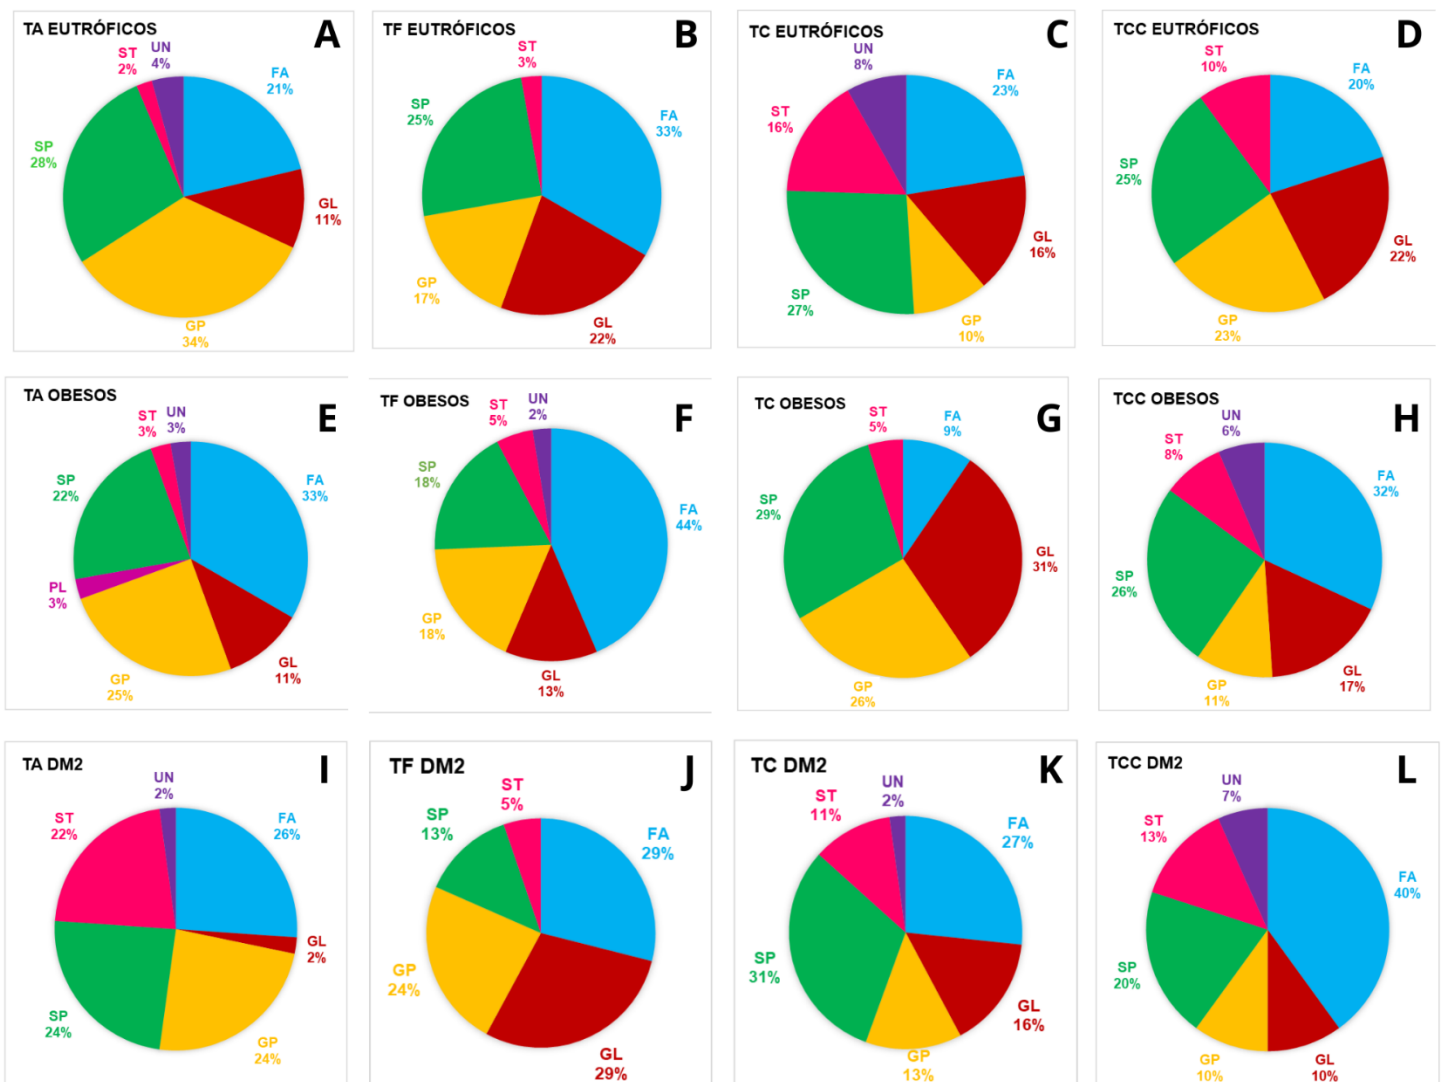 TA EUTRÓFICOS
A
ST
2%
UN
4%
FA
21%
GL
11%
GP
34%
SP
28%
TF EUTRÓFICOS
B
ST
3%
FA
33%
GL
22%
GP
17%
SP
25%
TC EUTRÓFICOS
C
UN
8%
FA
23%
GL
16%
GP
10%
SP
27%
ST
16%
TCC EUTRÓFICOS
D
ST
10%
FA
20%
GL
22%
GP
23%
SP
25%
TA OBESOS
E
ST
3%
UN
3%
FA
33%
GL
11%
GP
25%
PL
3%
SP
22%
TF OBESOS
F
ST
5%
UN
2%
FA
44%
GL
13%
GP
18%
SP
18%
TC OBESOS
G
ST
5%
FA
9%
GL
31%
GP
26%
SP
29%
TCC OBESOS
H
UN
6%
ST
8%
FA
32%
GL
17%
GP
11%
SP
26%
TA DM2
I
UN
2%
ST
22%
FA
26%
GL
2%
GP
24%
SP
24%
TF DM2
J
ST
5%
SP
13%
FA
29%
GL
29%
GP
24%
TC DM2
K
UN
2%
ST
11%
FA
27%
GL
16%
GP
13%
SP
31%
TCC DM2
L
UN
7%
ST
13%
FA
40%
GL
10%
GP
10%
SP
20%